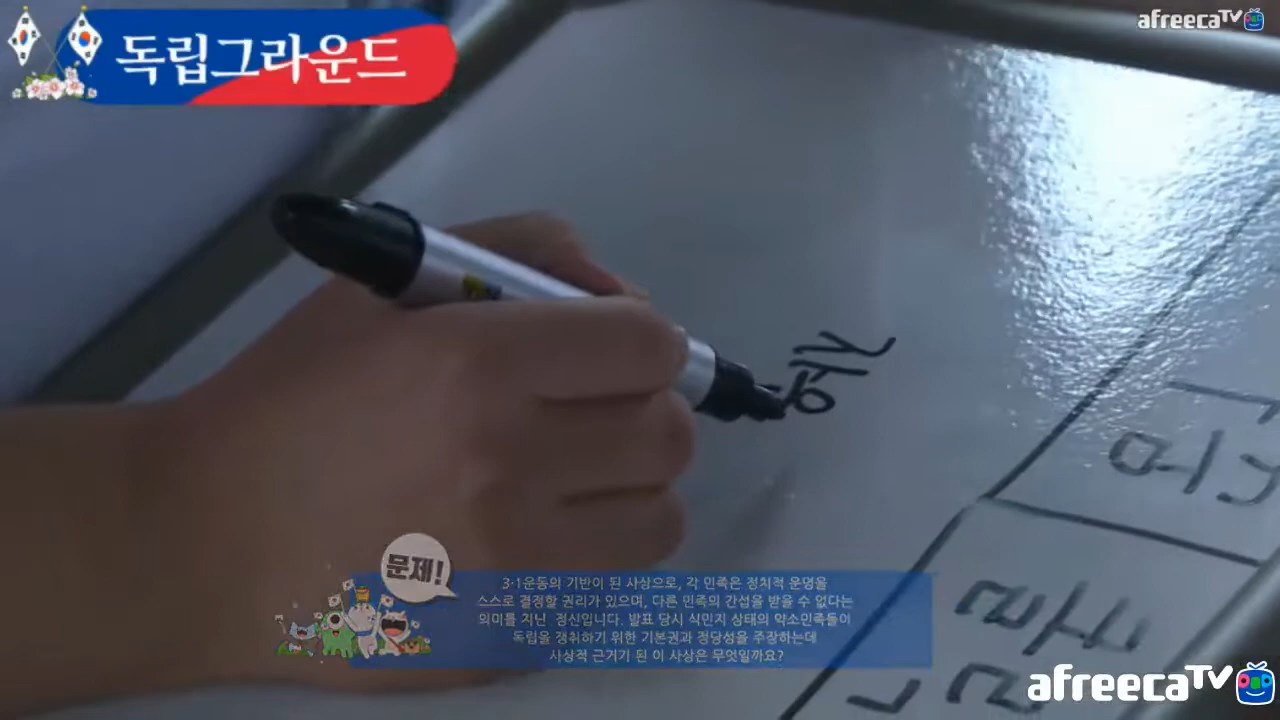 독립그라운드
afreecaTV
문제!
3·1운동의 기반이 된 사상으로, 각 민족은 정치적 운명을
스스로 결정할 권리가 있으며, 다른 민족의 간섭을 받을 수 없다는
의미를 지닌 정신입니다. 발표 당시 식민지 상태의 약소민족들이
독립을 쟁취하기 위한 기본권과 정당성을 주장하는데
사상적 근거기 된 이 사상은 무엇일까요?
afreecaTV